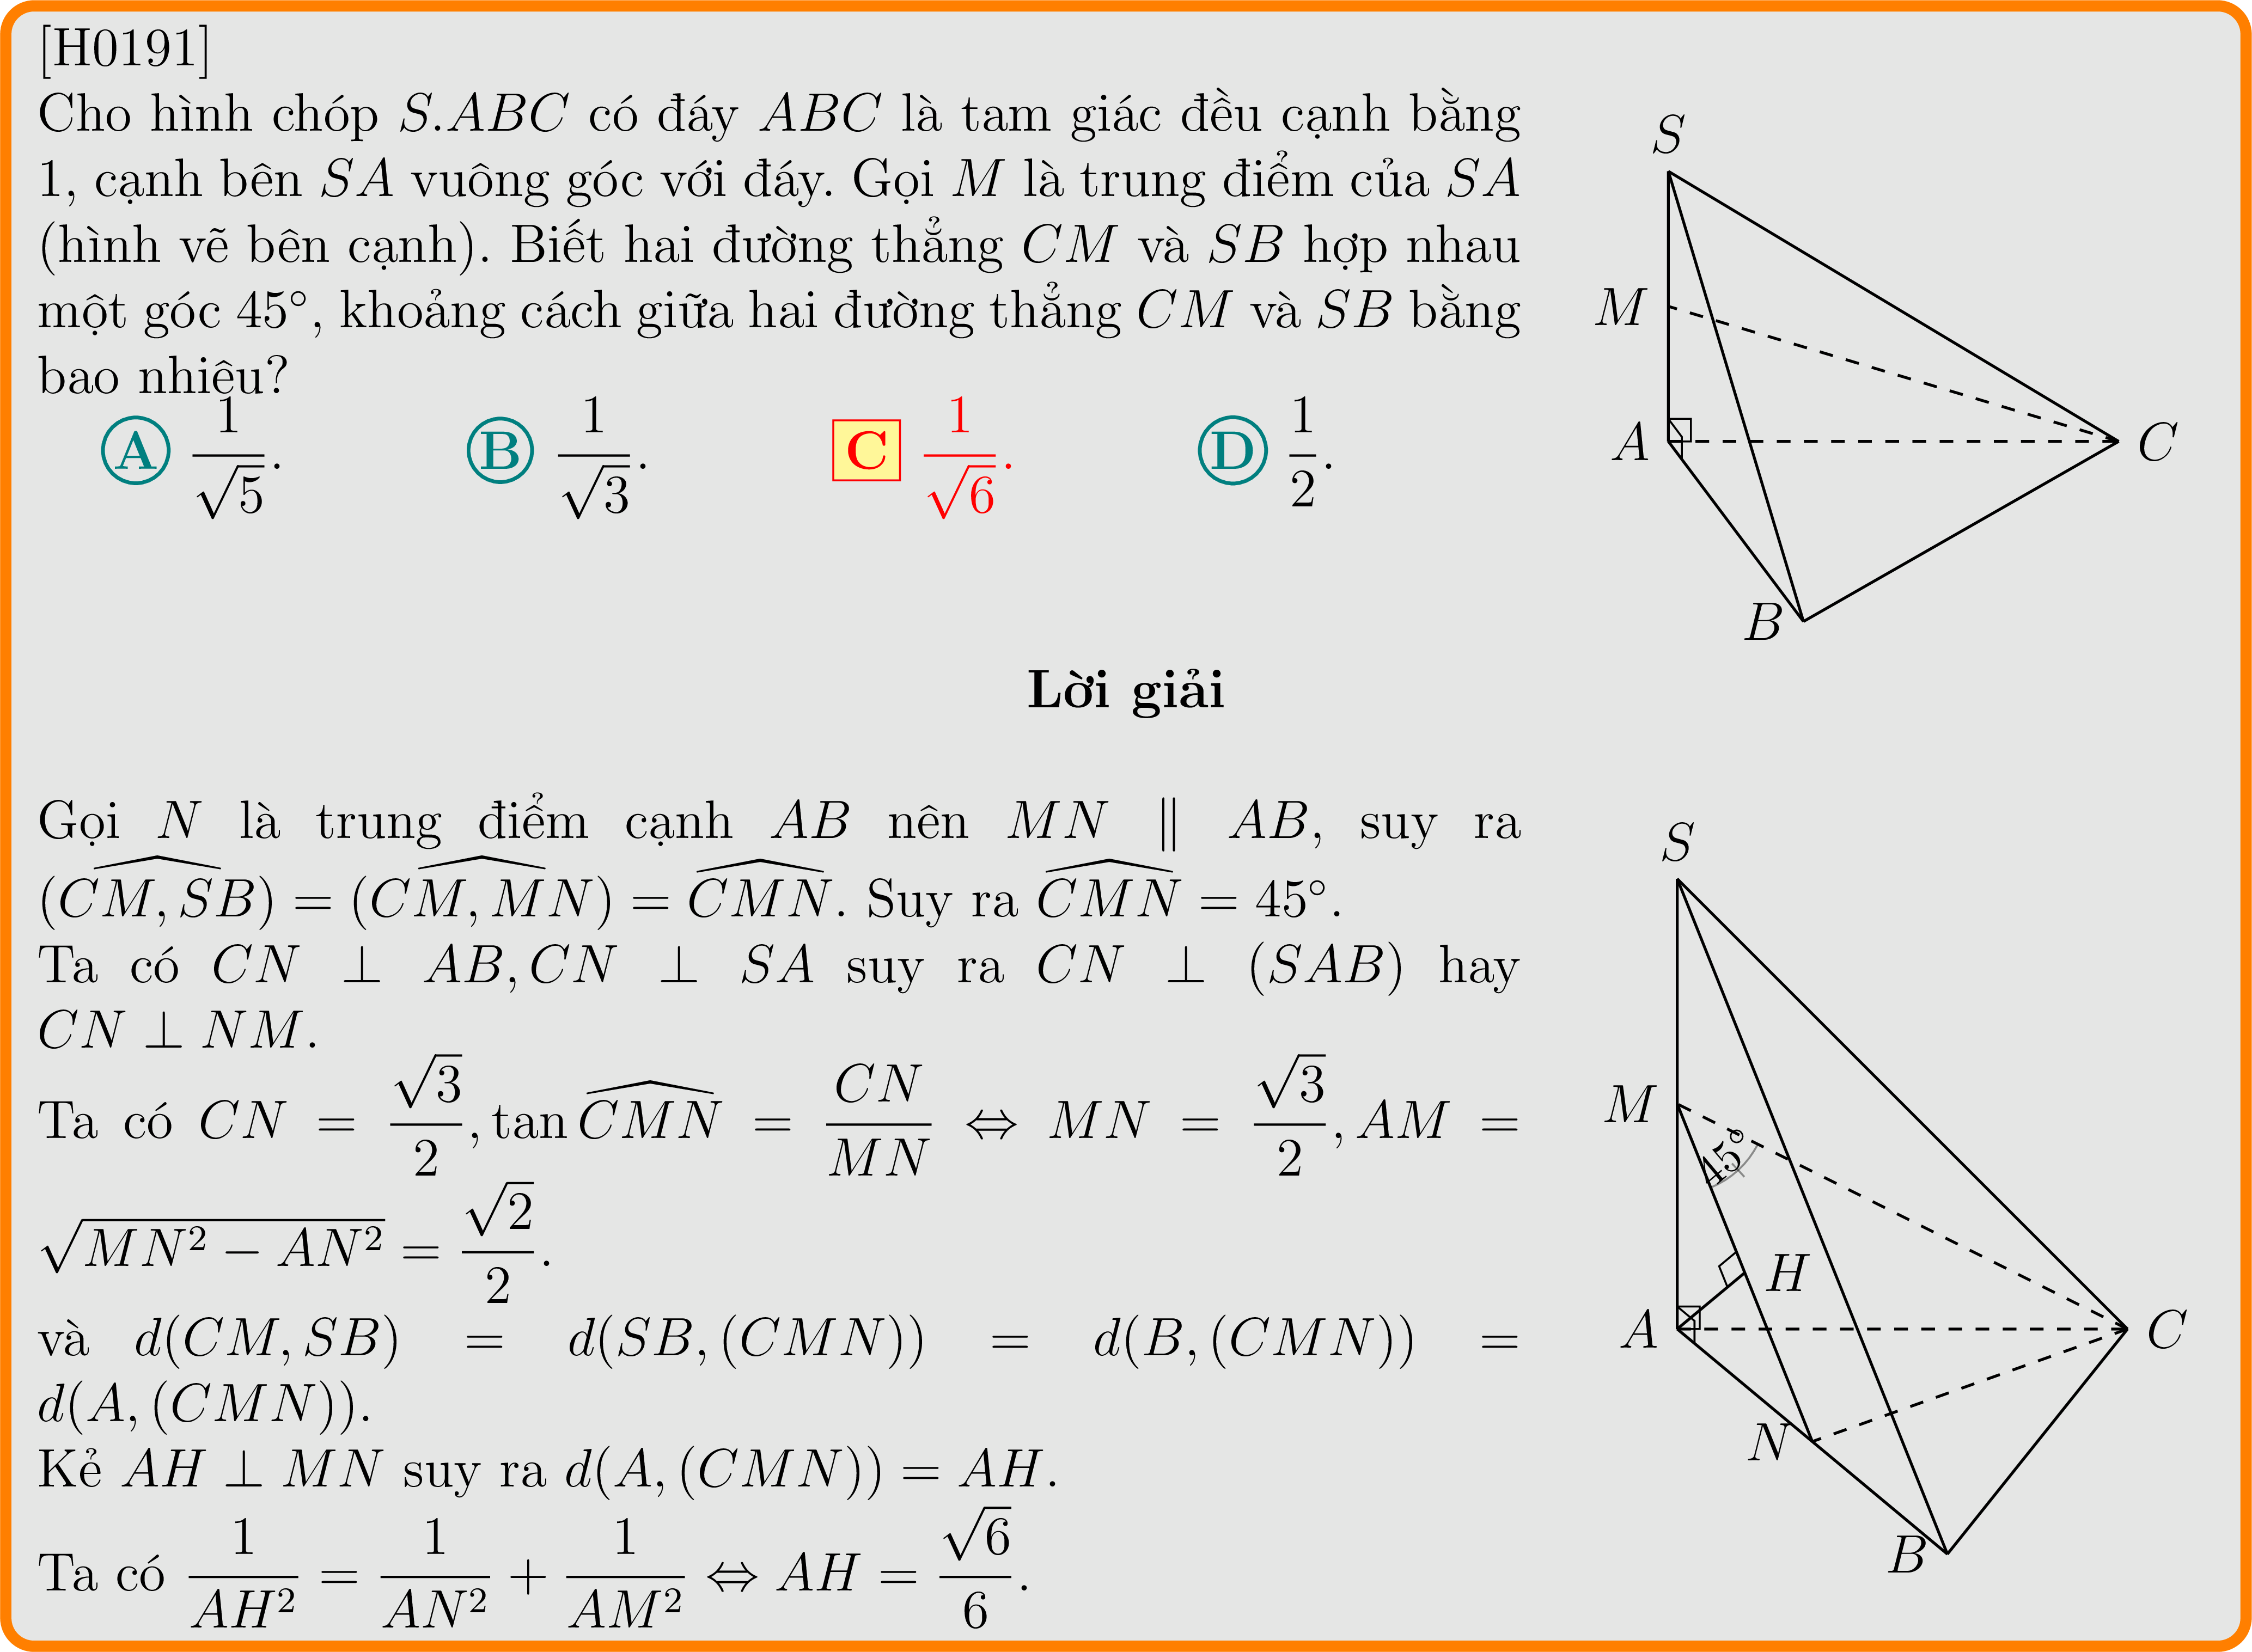 [H0191]
Cho hình chóp S.ABC có đáy ABC là tam giác đều cạnh bằng
1, cạnh bên SA vuông góc với đáy. Gọi M là trung điểm của SA
(hình vẽ bên cạnh). Biết hai đường thẳng CM và SB hợp nhau
một góc 45°, khoảng cách giữa hai đường thẳng CM và SB bằng
bao nhiêu?
A $\frac{1}{\sqrt{5}}$. B $\frac{1}{\sqrt{3}}$. C $\frac{1}{\sqrt{6}}$. D $\frac{1}{2}$.
S
M
A
C
B
Lời giải
Gọi N là trung điểm cạnh AB nên MN ∥ AB, suy ra
$(\widehat{CM, SB}) = (\widehat{CM, MN}) = \widehat{CMN}$. Suy ra $\widehat{CMN} = 45°$.
Ta có CN ⊥ AB, CN ⊥ SA suy ra CN ⊥ (SAB) hay
CN ⊥ NM.
Ta có $CN = \frac{\sqrt{3}}{2}, \tan \widehat{CMN} = \frac{CN}{MN} ⇔ MN = \frac{\sqrt{3}}{2}, AM =$
$\sqrt{MN^2 - AN^2} = \frac{\sqrt{2}}{2}$.
và d(CM, SB) = d(SB, (CMN)) = d(B, (CMN)) =
d(A, (CMN)).
Kẻ AH ⊥ MN suy ra d(A, (CMN)) = AH.
Ta có $\frac{1}{AH^2} = \frac{1}{AN^2} + \frac{1}{AM^2} ⇔ AH = \frac{\sqrt{6}}{6}$.
S
M
45°
H
A
C
N
B